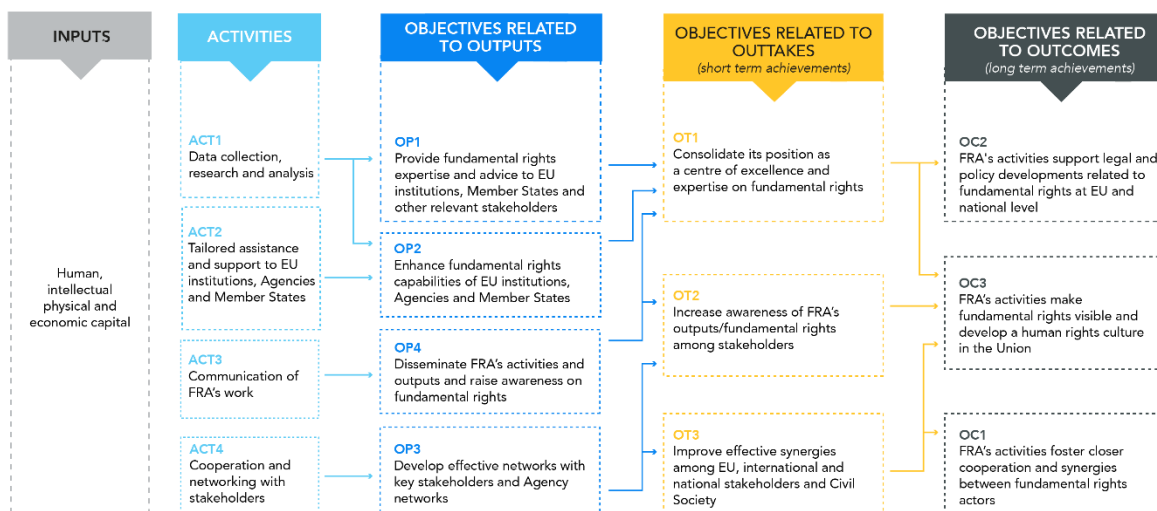 INPUTS
Human,
intellectual
physical and
economic capital
ACTIVITIES
ACT1
Data collection,
research and analysis
ACT2
Tailored assistance
and support to EU
institutions, Agencies
and Member States
ACT3
Communication of
FRA's work
ACT4
Cooperation and
networking with
stakeholders
OBJECTIVES RELATED
TO OUTPUTS
OP1
Provide fundamental rights
expertise and advice to EU
institutions, Member States and
other relevant stakeholders
OP2
Enhance fundamental rights
capabilities of EU institutions,
Agencies and Member States
OP4
Disseminate FRA's activities and
outputs and raise awareness on
fundamental rights
OP3
Develop effective networks with
key stakeholders and Agency
networks
OBJECTIVES RELATED TO
OUTTAKES
(short term achievements)
OT1
Consolidate its position as
a centre of excellence and
expertise on fundamental rights
OT2
Increase awareness of FRA's
outputs/fundamental rights
among stakeholders
OT3
Improve effective synergies
among EU, international and
national stakeholders and Civil
Society
OBJECTIVES RELATED
TO OUTCOMES
(long term achievements)
OC2
FRA's activities support legal and
policy developments related to
fundamental rights at EU and
national level
OC3
FRA's activities make
fundamental rights visible and
develop a human rights culture
in the Union
OC1
FRA's activities foster closer
cooperation and synergies
between fundamental rights
actors